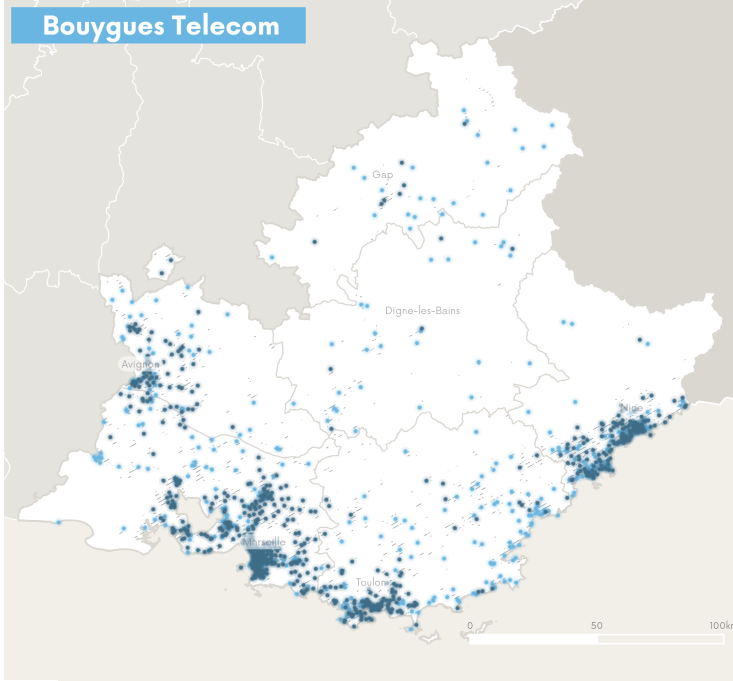 Bouygues Telecom
Gap
Digne-les-Bains
Avignon
Nice
Marseille
Toulon
0 50 100km